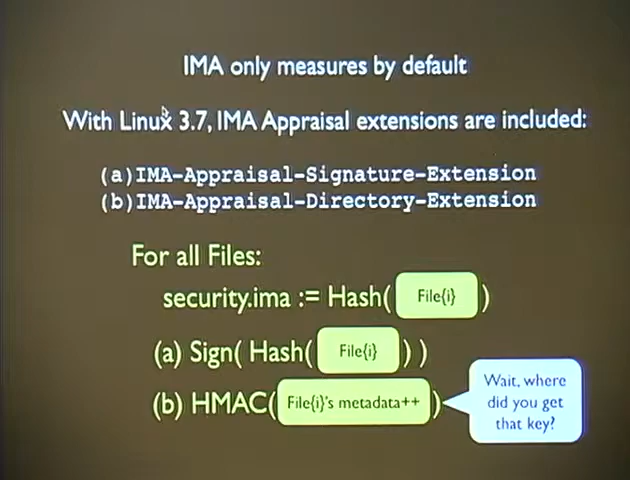 IMA only measures by default
With Linux 3.7, IMA Appraisal extensions are included:
(a)IMA-Appraisal-Signature-Extension
(b)IMA-Appraisal-Directory-Extension
For all Files:
security.ima := Hash( File{i} )
(a) Sign( Hash( File{i} ) )
(b) HMAC( File{i}'s metadata++ )
Wait, where
did you get
that key?